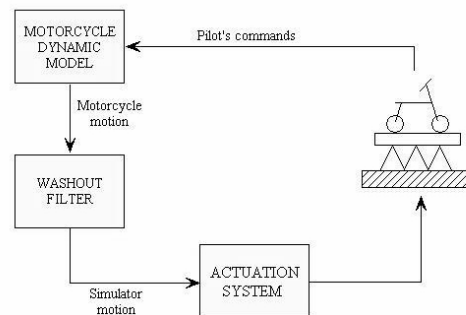 MOTORCYCLE
DYNAMIC
MODEL
Pilot's commands
Motorcycle
motion
WASHOUT
FILTER
ACTUATION
SYSTEM
Simulator
motion